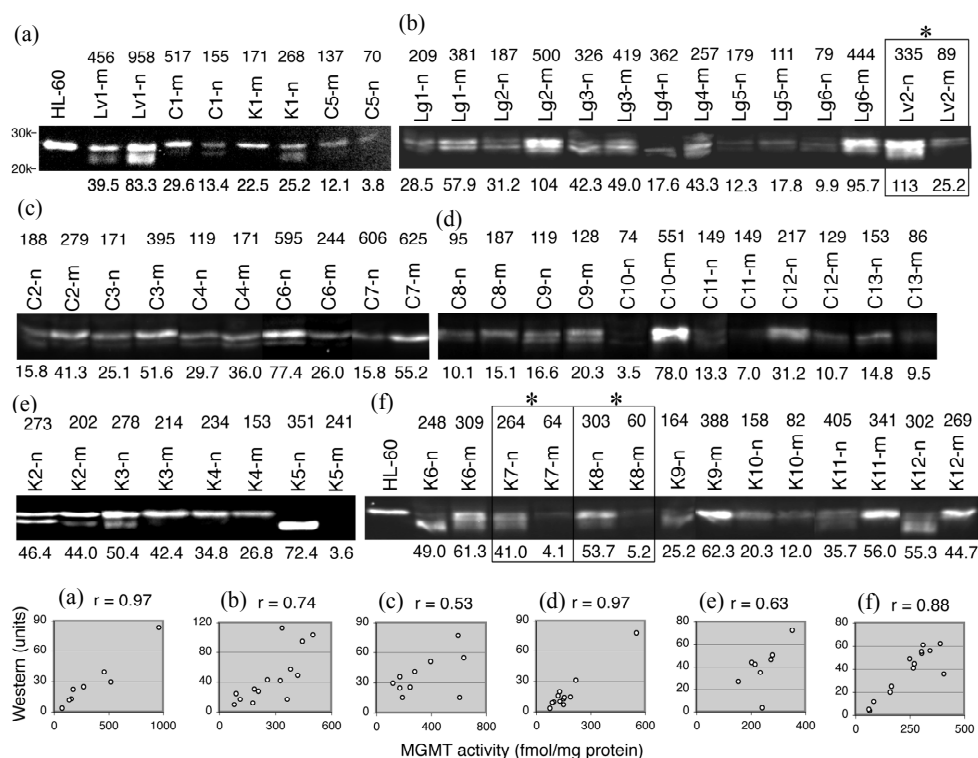 (a)
456 958 517 155 171 268 137 70
HL-60 Lv1-m Lv1-n C1-m C1-n K1-m K1-n C5-m C5-n
30k-
20k-
39.5 83.3 29.6 13.4 22.5 25.2 12.1 3.8
(b)
*
209 381 187 500 326 419 362 257 179 111 79 444 335 89
Lg1-n Lg1-m Lg2-n Lg2-m Lg3-n Lg3-m Lg4-n Lg4-m Lg5-n Lg5-m Lg6-n Lg6-m Lv2-n Lv2-m
28.5 57.9 31.2 104 42.3 49.0 17.6 43.3 12.3 17.8 9.9 95.7 113 25.2
(c)
188 279 171 395 119 171 595 244 606 625
C2-n C2-m C3-n C3-m C4-n C4-m C6-n C6-m C7-n C7-m
15.8 41.3 25.1 51.6 29.7 36.0 77.4 26.0 15.8 55.2
(d)
95 187 119 128 74 551 149 149 217 129 153 86
C8-n C8-m C9-n C9-m C10-n C10-m C11-n C11-m C12-n C12-m C13-n C13-m
10.1 15.1 16.6 20.3 3.5 78.0 13.3 7.0 31.2 10.7 14.8 9.5
(e)
273 202 278 214 234 153 351 241
K2-n K2-m K3-n K3-m K4-n K4-m K5-n K5-m
46.4 44.0 50.4 42.4 34.8 26.8 72.4 3.6
(f)
* *
248 309 264 64 303 60 164 388 158 82 405 341 302 269
HL-60 K6-n K6-m K7-n K7-m K8-n K8-m K9-n K9-m K10-n K10-m K11-n K11-m K12-n K12-m
49.0 61.3 41.0 4.1 53.7 5.2 25.2 62.3 20.3 12.0 35.7 56.0 55.3 44.7
Western (units)
(a) r = 0.97
90
60
30
0
0 500 1000
(b) r = 0.74
120
80
40
0
0 200 400 600
(c) r = 0.53
90
60
30
0
0 200 400 600 800
(d) r = 0.97
90
60
30
0
0 200 400 600
(e) r = 0.63
80
60
40
20
0
0 200 400
(f) r = 0.88
80
60
40
20
0
0 100 200 300 400 500
MGMT activity (fmol/mg protein)